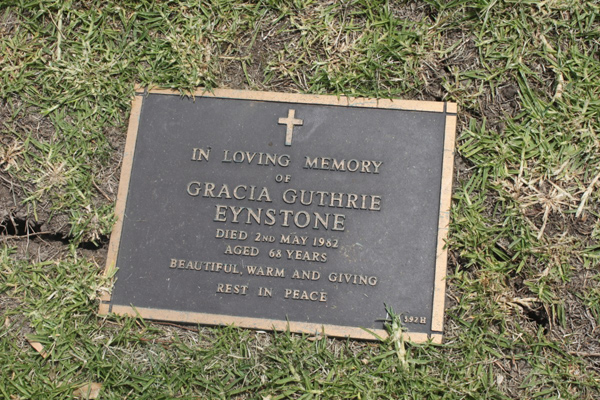 IN LOVING MEMORY
OF
GRACIA GUTHRIE
EYNSTONE
DIED 2ND MAY 1982
AGED 68 YEARS
BEAUTIFUL, WARM AND GIVING
REST IN PEACE